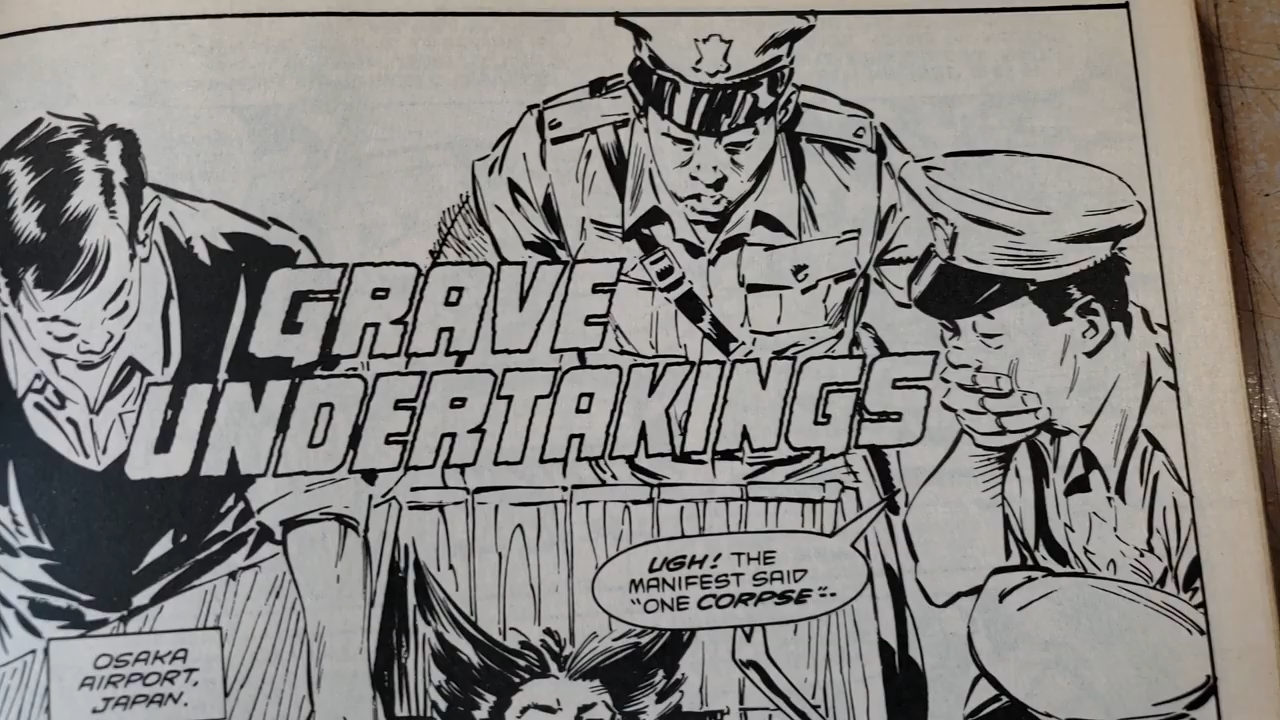 GRAVE
UNDERTAKINGS
UGH! THE
MANIFEST SAID
"ONE CORPSE"--
OSAKA
AIRPORT,
JAPAN.